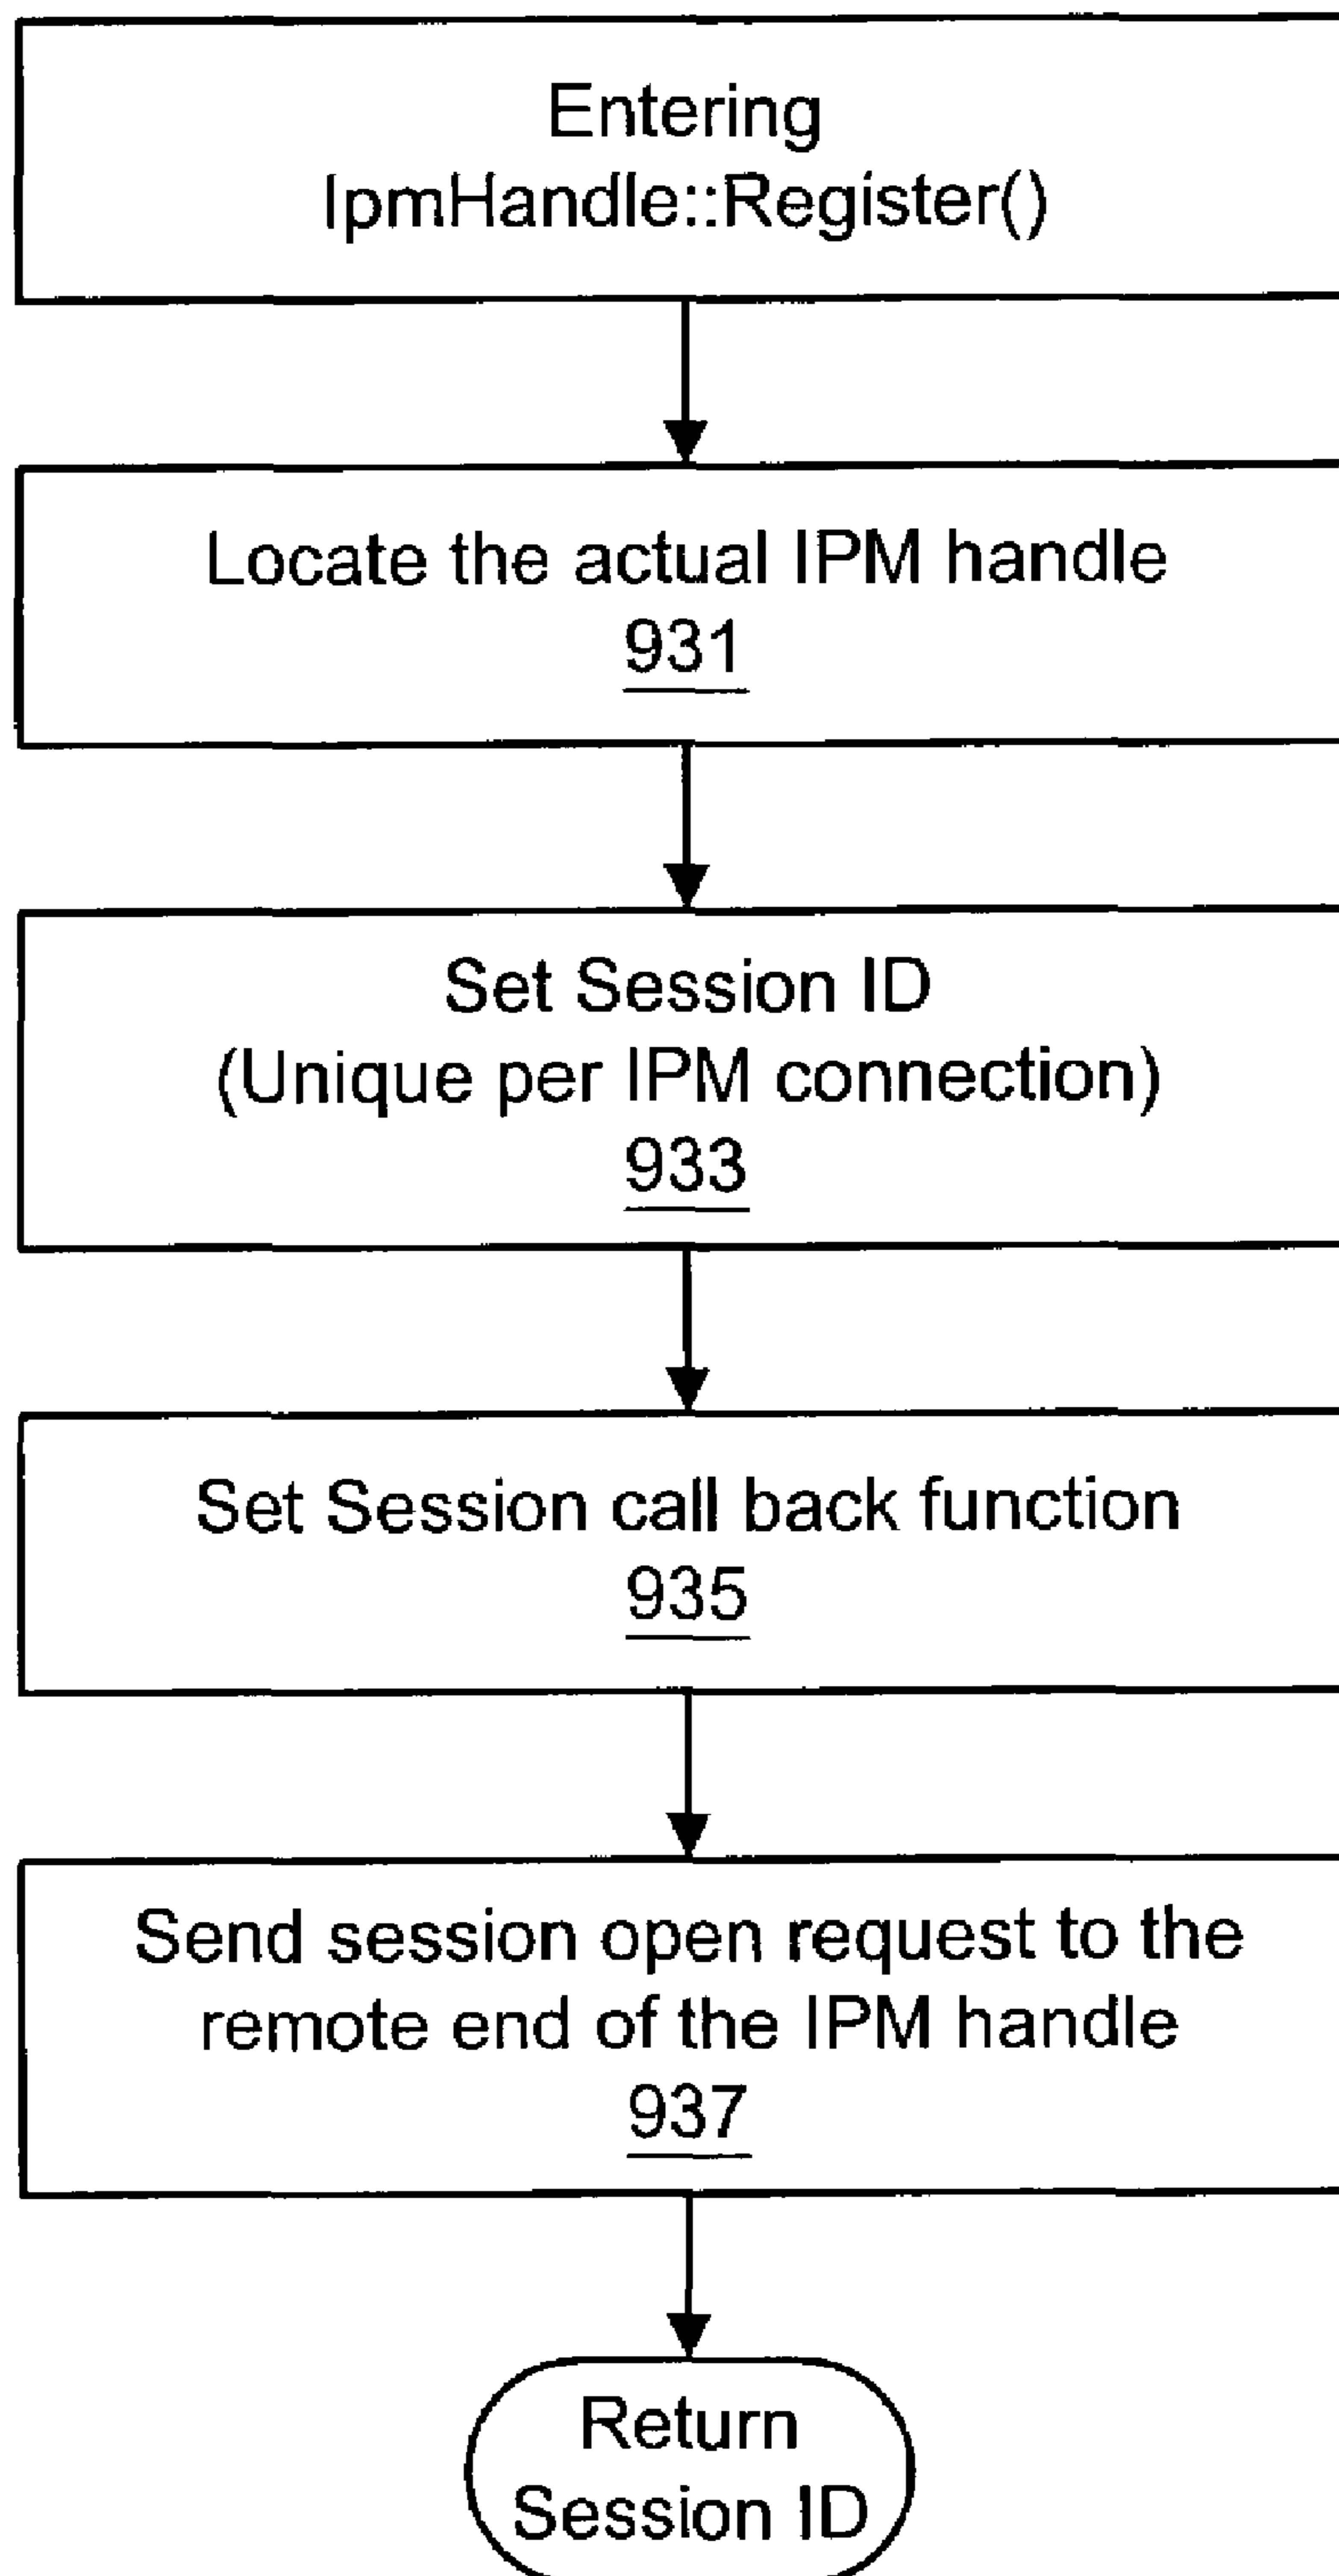 Entering
IpmHandle::Register()
Locate the actual IPM handle
931
Set Session ID
(Unique per IPM connection)
933
Set Session call back function
935
Send session open request to the
remote end of the IPM handle
937
Return
Session ID